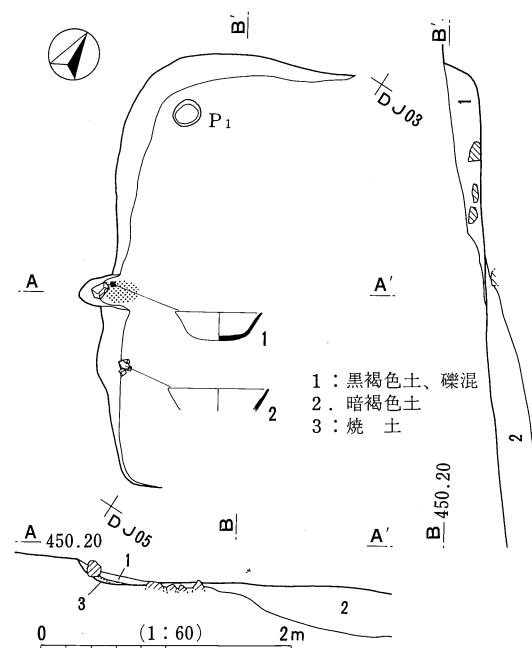 B′
B′
DJ03
1
P1
A
A′
1
2
1：黒褐色土、礫混
2．暗褐色土
3：焼　土
2
B 450.20
DJ05
B
A 450.20
A′
1
3
2
0　(1：60)　2m